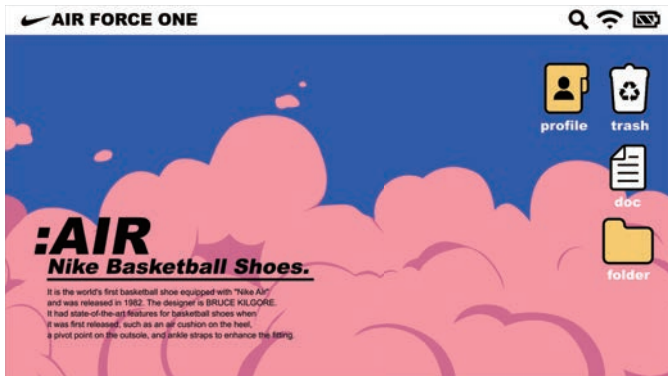 AIR FORCE ONE
profile
trash
doc
folder
:AIR
Nike Basketball Shoes.
It is the world's first basketball shoe equipped with "Nike Air"
and was released in 1982. The designer is BRUCE KILGORE.
It had state-of-the-art features for basketball shoes when
it was first released, such as an air cushion on the heel,
a pivot point on the outsole, and ankle straps to enhance the fitting.